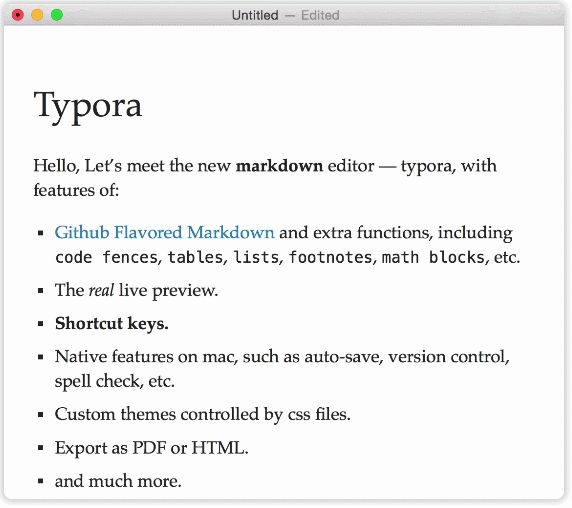 Untitled — Edited
Typora
Hello, Let's meet the new markdown editor — typora, with
features of:
Github Flavored Markdown and extra functions, including
code fences, tables, lists, footnotes, math blocks, etc.
The real live preview.
Shortcut keys.
Native features on mac, such as auto-save, version control,
spell check, etc.
Custom themes controlled by css files.
Export as PDF or HTML.
and much more.